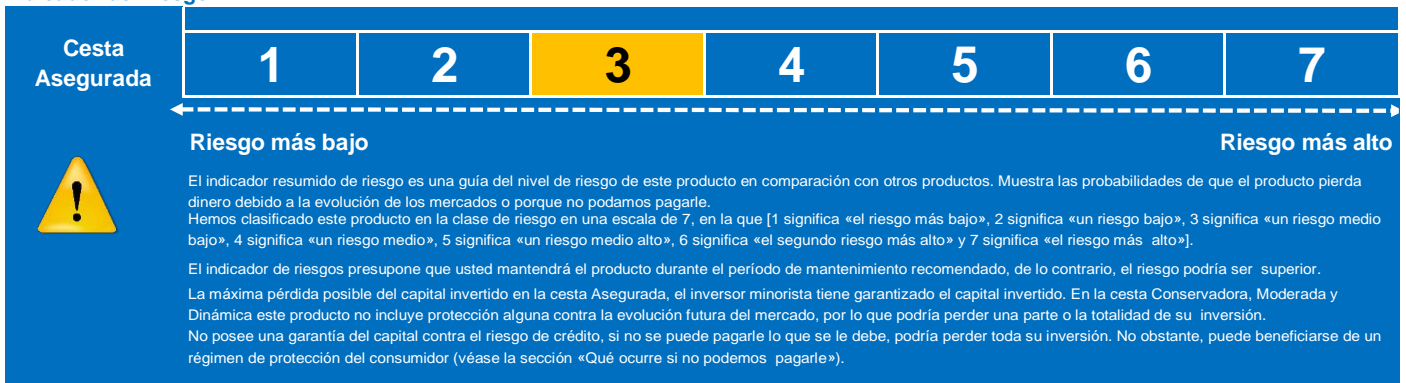 Cesta
Asegurada
1 2 3 4 5 6 7
Riesgo más bajo Riesgo más alto
El indicador resumido de riesgo es una guía del nivel de riesgo de este producto en comparación con otros productos. Muestra las probabilidades de que el producto pierda
dinero debido a la evolución de los mercados o porque no podamos pagarle.
Hemos clasificado este producto en la clase de riesgo en una escala de 7, en la que [1 significa «el riesgo más bajo», 2 significa «un riesgo bajo», 3 significa «un riesgo medio
bajo», 4 significa «un riesgo medio», 5 significa «un riesgo medio alto», 6 significa «el segundo riesgo más alto» y 7 significa «el riesgo más alto»].
El indicador de riesgos presupone que usted mantendrá el producto durante el período de mantenimiento recomendado, de lo contrario, el riesgo podría ser superior.
La máxima pérdida posible del capital invertido en la cesta Asegurada, el inversor minorista tiene garantizado el capital invertido. En la cesta Conservadora, Moderada y
Dinámica este producto no incluye protección alguna contra la evolución futura del mercado, por lo que podría perder una parte o la totalidad de su inversión.
No posee una garantía del capital contra el riesgo de crédito, si no se puede pagarle lo que se le debe, podría perder toda su inversión. No obstante, puede beneficiarse de un
régimen de protección del consumidor (véase la sección «Qué ocurre si no podemos pagarle»).